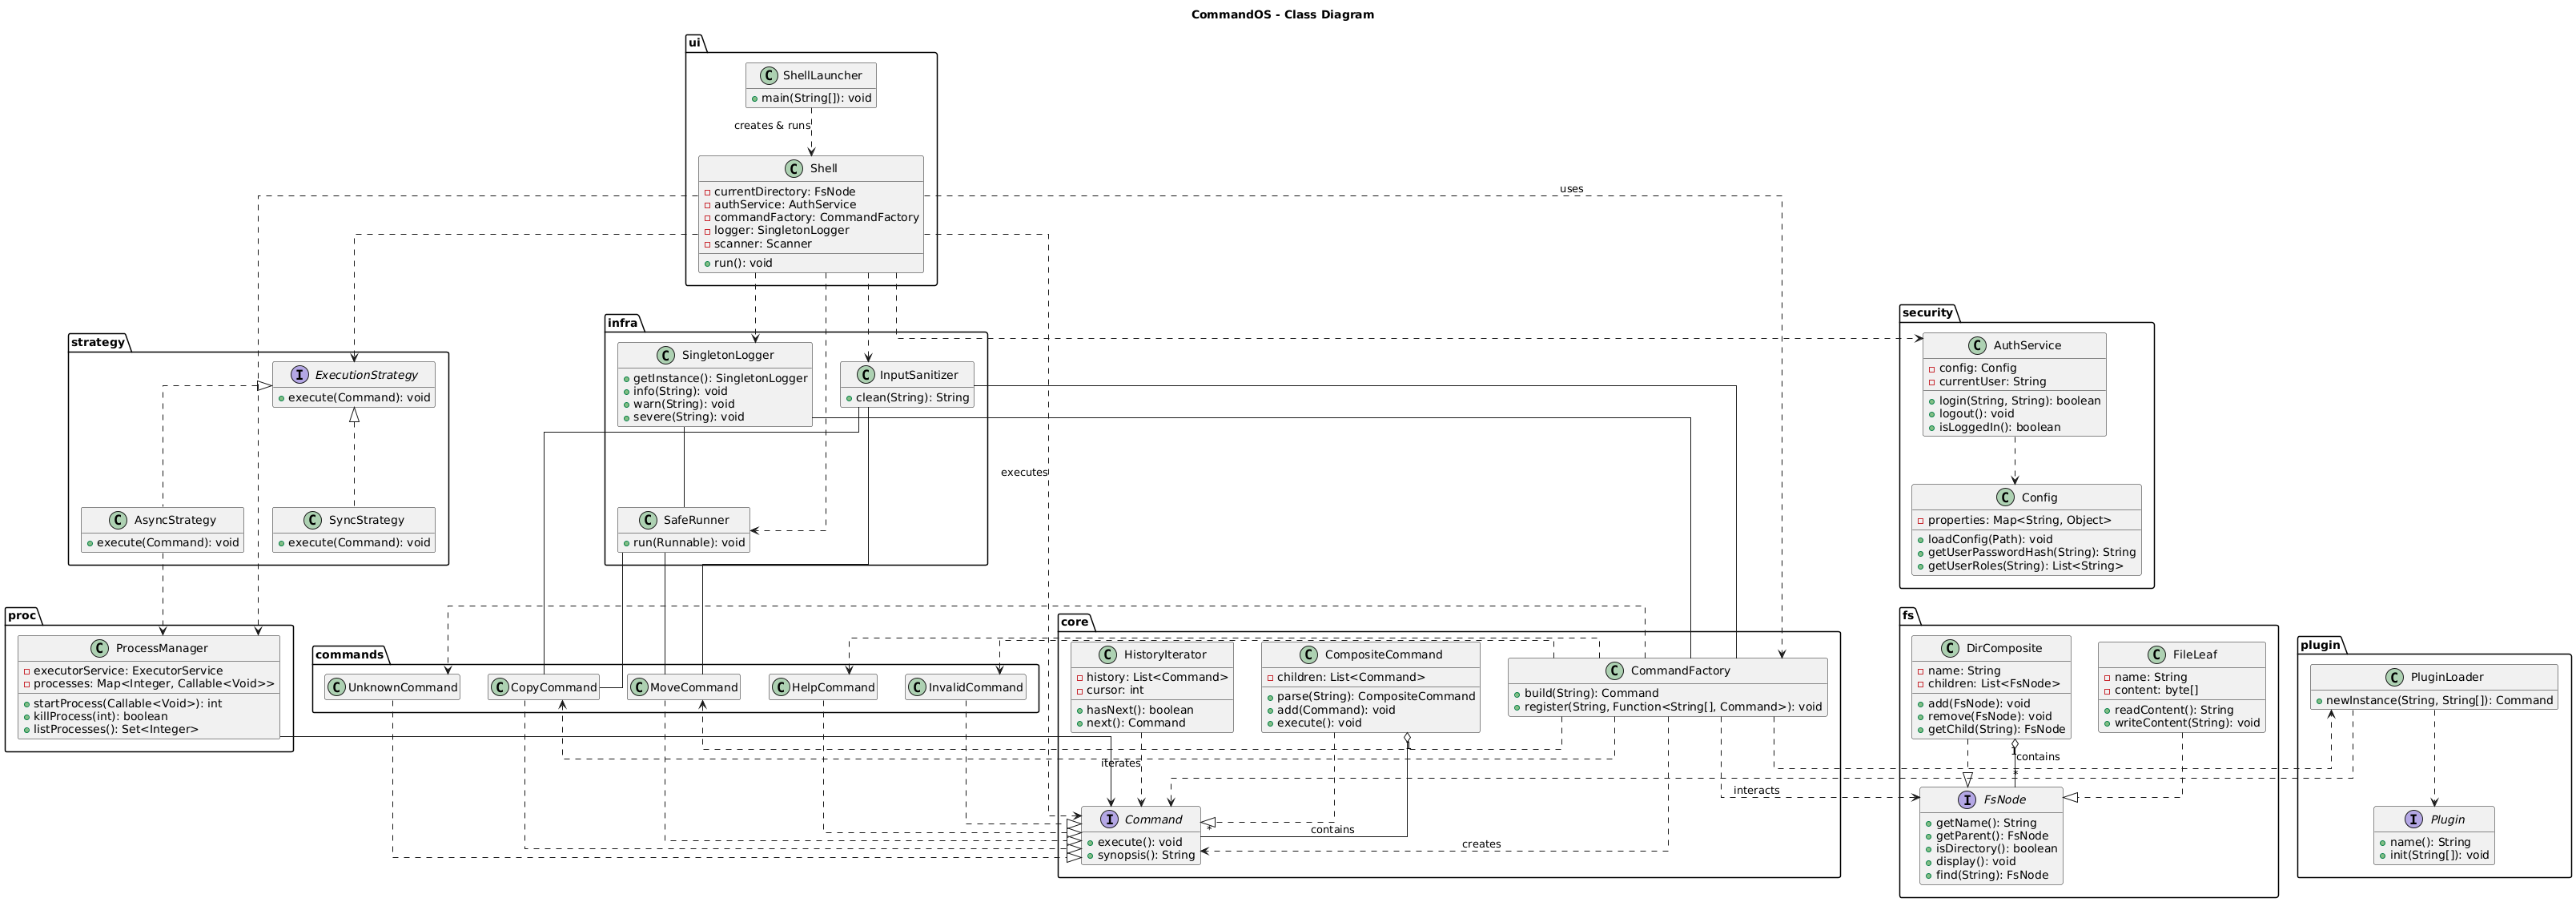 CommandOS - Class Diagram
ui
ShellLauncher
main(String[]): void
creates & runs
Shell
currentDirectory: FsNode
authService: AuthService
commandFactory: CommandFactory
logger: SingletonLogger
scanner: Scanner
run(): void
uses
strategy
ExecutionStrategy
execute(Command): void
AsyncStrategy
execute(Command): void
SyncStrategy
execute(Command): void
infra
SingletonLogger
getInstance(): SingletonLogger
info(String): void
warn(String): void
severe(String): void
InputSanitizer
clean(String): String
SafeRunner
run(Runnable): void
executes
security
AuthService
config: Config
currentUser: String
login(String, String): boolean
logout(): void
isLoggedIn(): boolean
Config
properties: Map<String, Object>
loadConfig(Path): void
getUserPasswordHash(String): String
getUserRoles(String): List<String>
proc
ProcessManager
executorService: ExecutorService
processes: Map<Integer, Callable<Void>>
startProcess(Callable<Void>): int
killProcess(int): boolean
listProcesses(): Set<Integer>
commands
UnknownCommand
CopyCommand
MoveCommand
HelpCommand
InvalidCommand
core
HistoryIterator
history: List<Command>
cursor: int
hasNext(): boolean
next(): Command
CompositeCommand
children: List<Command>
parse(String): CompositeCommand
add(Command): void
execute(): void
CommandFactory
build(String): Command
register(String, Function<String[], Command>): void
1
iterates
interacts
Command
execute(): void
synopsis(): String
*
contains
creates
fs
DirComposite
name: String
children: List<FsNode>
add(FsNode): void
remove(FsNode): void
getChild(String): FsNode
FileLeaf
name: String
content: byte[]
readContent(): String
writeContent(String): void
1
contains
*
FsNode
getName(): String
getParent(): FsNode
isDirectory(): boolean
display(): void
find(String): FsNode
plugin
PluginLoader
newInstance(String, String[]): Command
Plugin
name(): String
init(String[]): void